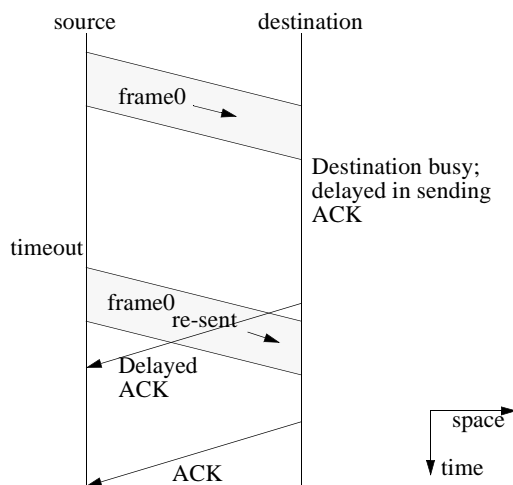 source
destination
frame0
Destination busy;
delayed in sending
ACK
timeout
frame0
re-sent
Delayed
ACK
space
time
ACK